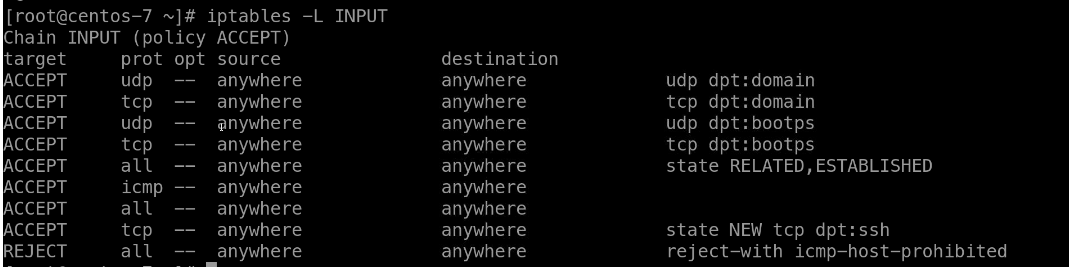 [root@centos-7 ~]# iptables -L INPUT
Chain INPUT (policy ACCEPT)
target     prot opt source               destination
ACCEPT     udp  --  anywhere             anywhere             udp dpt:domain
ACCEPT     tcp  --  anywhere             anywhere             tcp dpt:domain
ACCEPT     udp  --  anywhere             anywhere             udp dpt:bootps
ACCEPT     tcp  --  anywhere             anywhere             tcp dpt:bootps
ACCEPT     all  --  anywhere             anywhere             state RELATED,ESTABLISHED
ACCEPT     icmp --  anywhere             anywhere
ACCEPT     all  --  anywhere             anywhere
ACCEPT     tcp  --  anywhere             anywhere             state NEW tcp dpt:ssh
REJECT     all  --  anywhere             anywhere             reject-with icmp-host-prohibited